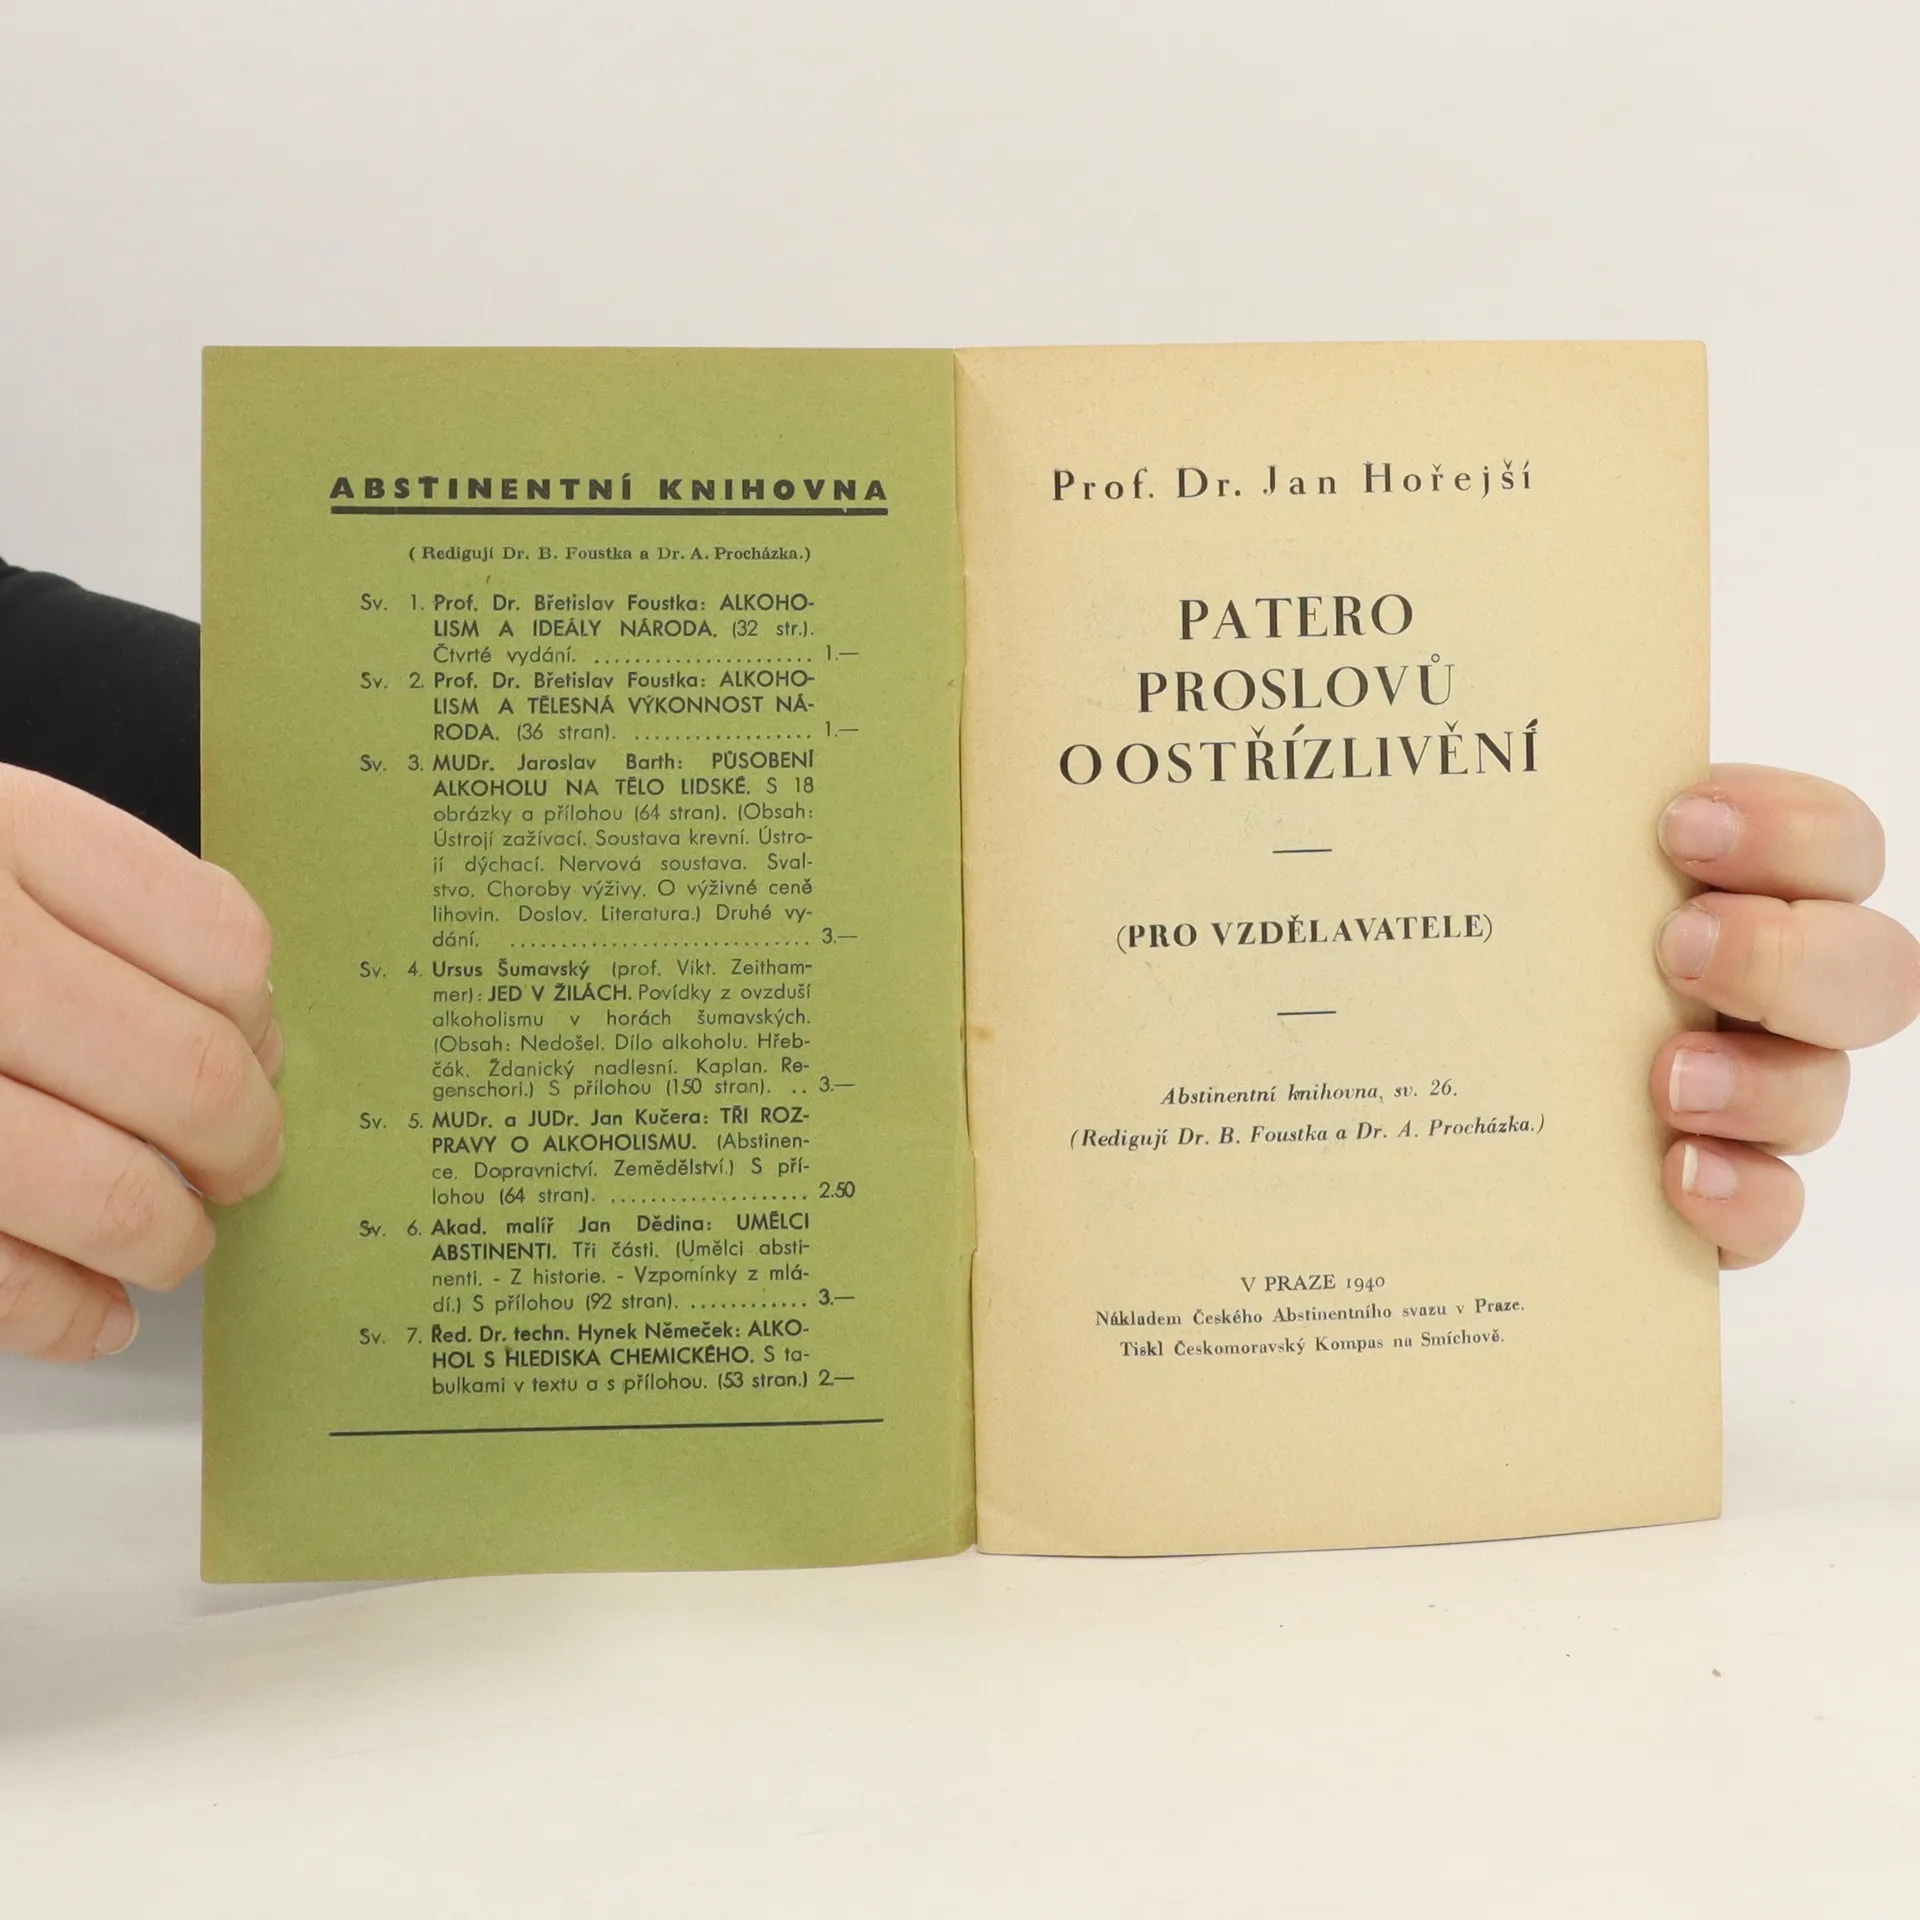 ABSTINENTNÍ KNIHOVNA
(Redigují Dr. B. Foustka a Dr. A. Procházka.)
Sv. 1. Prof. Dr. Břetislav Foustka: ALKOHO-
LISM A IDEÁLY NÁRODA. (32 str.).
Čtvrté vydání. ....................... 1.—
Sv. 2. Prof. Dr. Břetislav Foustka: ALKOHO-
LISM A TĚLESNÁ VÝKONNOST NÁ-
RODA. (36 stran). .................. 1.—
Sv. 3. MUDr. Jaroslav Barth: PŮSOBENÍ
ALKOHOLU NA TĚLO LIDSKÉ. S 18
obrázky a přílohou (64 stran). (Obsah:
Ústrojí zažívací. Soustava krevní. Ústro-
jí dýchací. Nervová soustava. Sval-
stvo. Choroby výživy. O výživné ceně
lihovin. Doslov. Literatura.) Druhé vy-
dání. .............................. 3.—
Sv. 4. Ursus Šumavský (prof. Vikt. Zeitham-
mer): JED V ŽILÁCH. Povídky z ovzduší
alkoholismu v horách šumavských.
(Obsah: Nedošel. Dílo alkoholu. Hřeb-
čák. Ždanický nadlesní. Kaplan. Re-
genschori.) S přílohou (150 stran). .. 3.—
Sv. 5. MUDr. a JUDr. Jan Kučera: TŘI ROZ-
PRAVY O ALKOHOLISMU. (Abstinen-
ce. Dopravnictví. Zemědělství.) S pří-
lohou (64 stran). .................... 2.50
Sv. 6. Akad. malíř Jan Dědina: UMĚLCI
ABSTINENTI. Tři části. (Umělci absti-
nenti. - Z historie. - Vzpomínky z mlá-
dí.) S přílohou (92 stran). ............ 3.—
Sv. 7. Řed. Dr. techn. Hynek Němeček: ALKO-
HOL S HLEDISKA CHEMICKÉHO. S ta-
bulkami v textu a s přílohou. (53 stran.) 2.—
Prof. Dr. Jan Hořejší
PATERO
PROSLOVŮ
O OSTŘÍZLIVĚNÍ
(PRO VZDĚLAVATELE)
Abstinentní knihovna, sv. 26.
(Redigují Dr. B. Foustka a Dr. A. Procházka.)
V PRAZE 1940
Nákladem Českého Abstinentního svazu v Praze.
Tiskl Českomoravský Kompas na Smíchově.